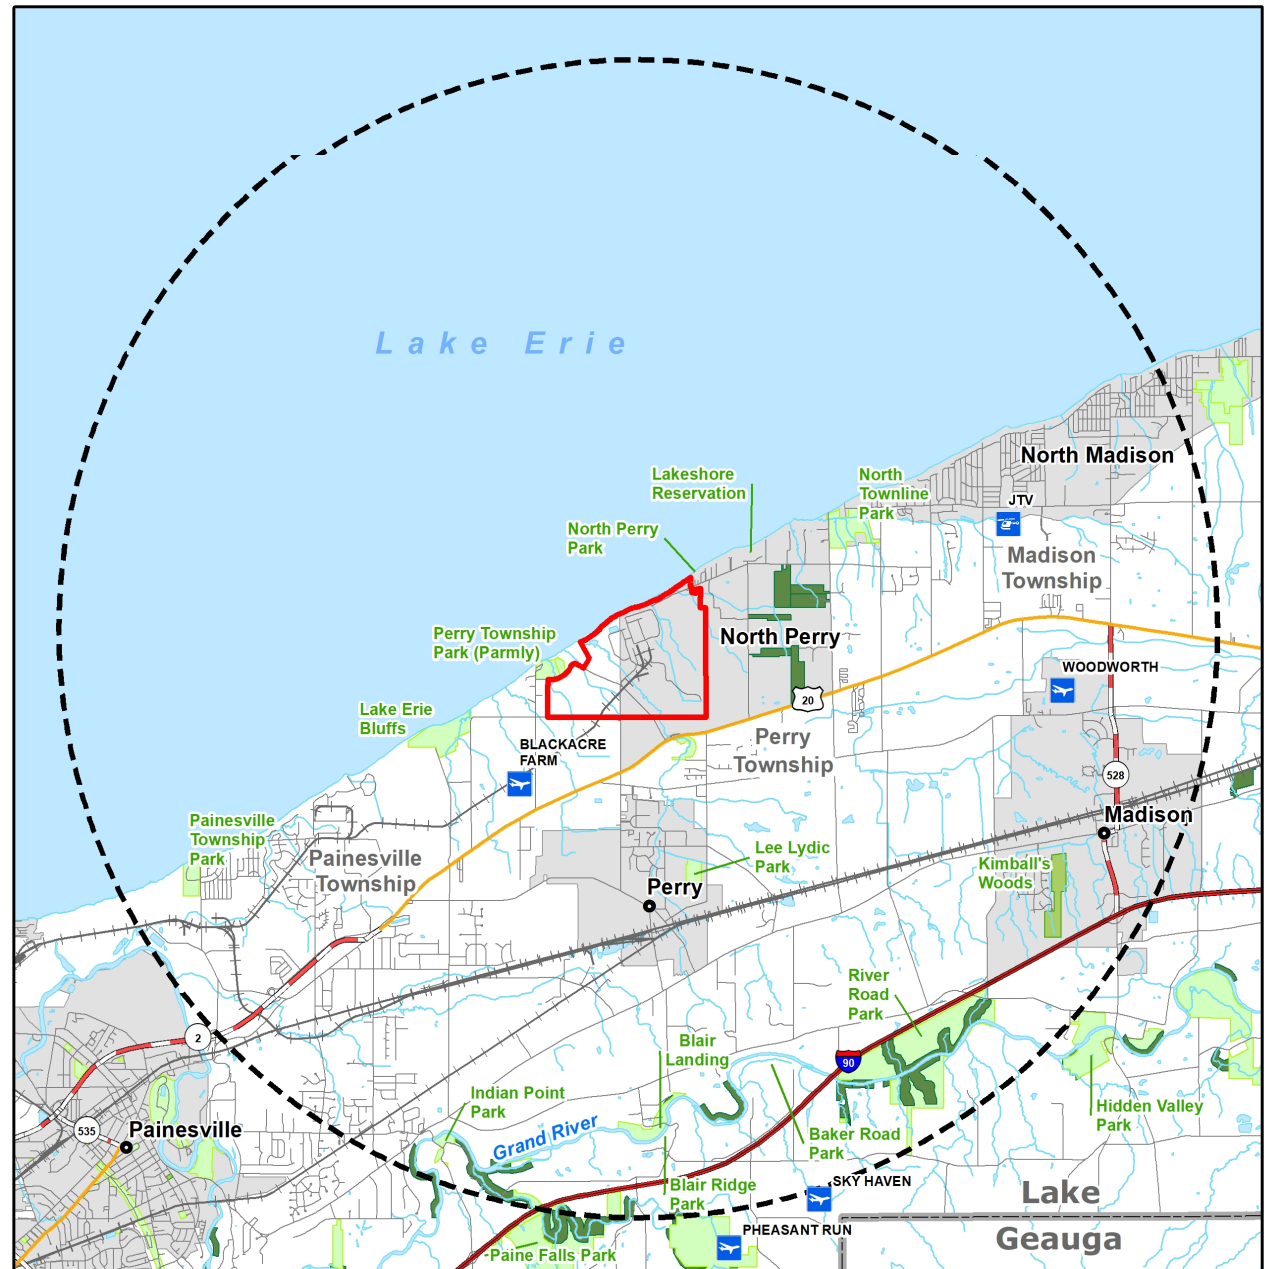 Lake Erie
North Madison
Lakeshore
Reservation
North
Townline
Park
JTV
North Perry
Park
Madison
Township
Perry Township
Park (Parmly)
North Perry
WOODWORTH
20
Lake Erie
Bluffs
BLACKACRE
FARM
Perry
Township
528
Madison
Painesville
Township
Park
Painesville
Township
Lee Lydic
Park
Kimball's
Woods
Perry
River
Road
Park
2
Blair
Landing
90
Indian Point
Park
Hidden Valley
Park
535
Painesville
Grand River
Baker Road
Park
Blair Ridge
Park
SKY HAVEN
Lake
PHEASANT RUN
Geauga
Paine Falls Park